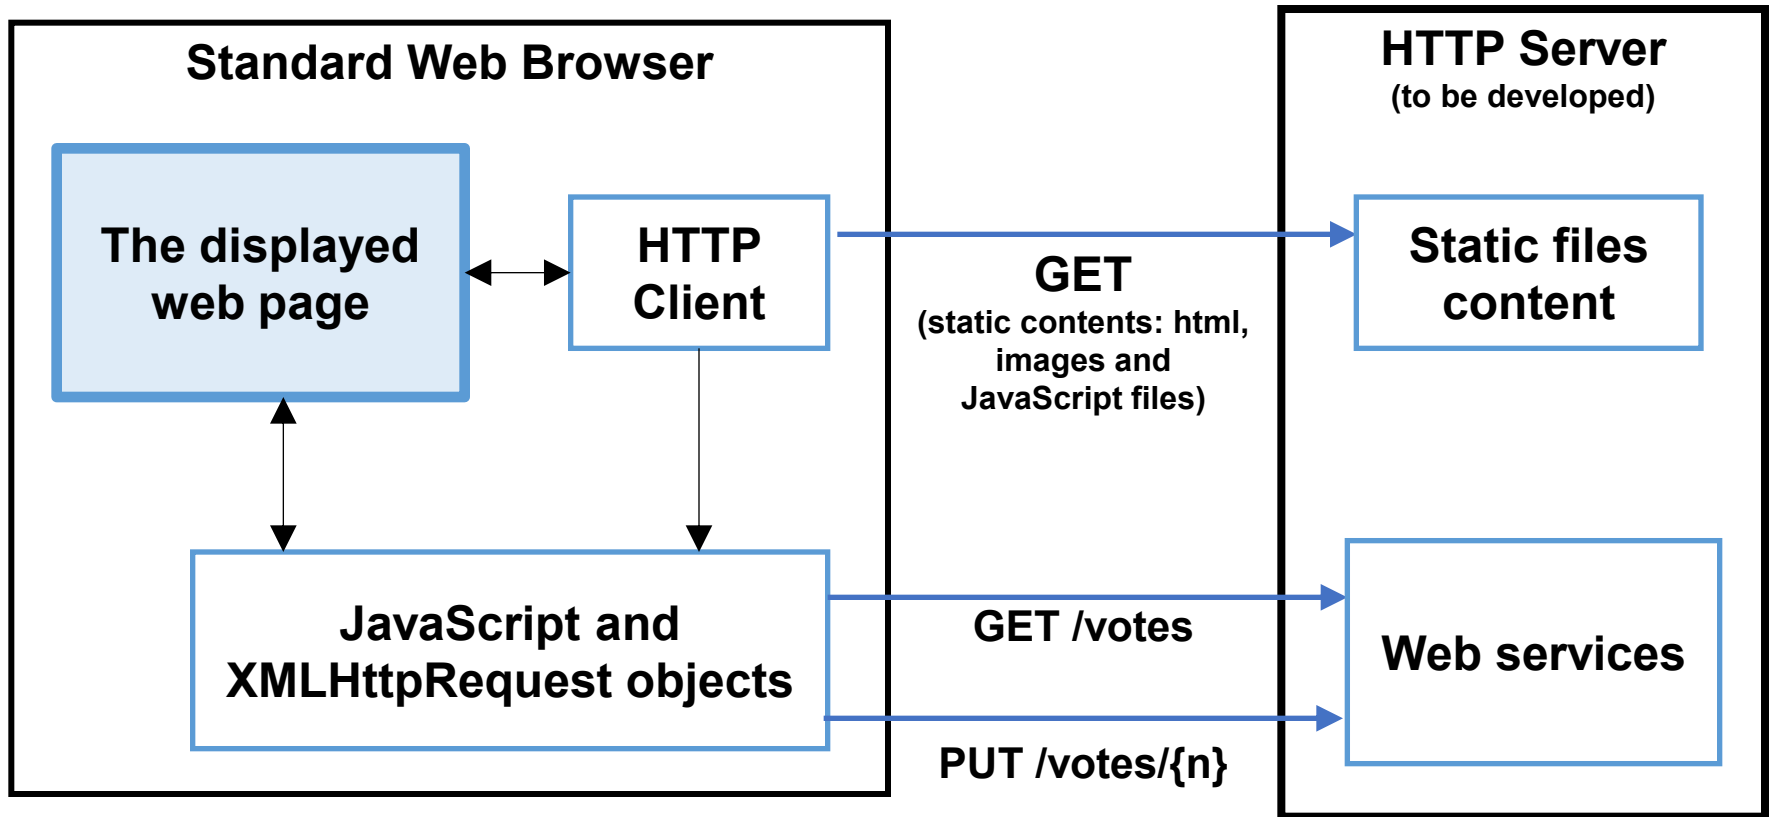 Standard Web Browser
The displayed
web page
HTTP
Client
JavaScript and
XMLHttpRequest objects
GET
(static contents: html,
images and
JavaScript files)
GET /votes
PUT /votes/{n}
HTTP Server
(to be developed)
Static files
content
Web services